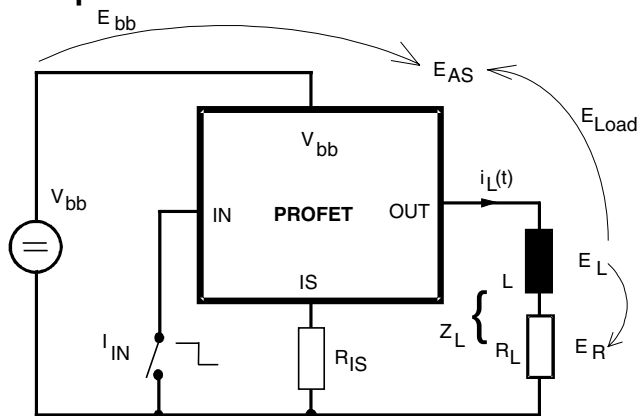 E bb
E AS
E Load
V bb
V bb
i L(t)
IN PROFET OUT
IS
L
E L
Z L {
I IN
R IS
R L
E R